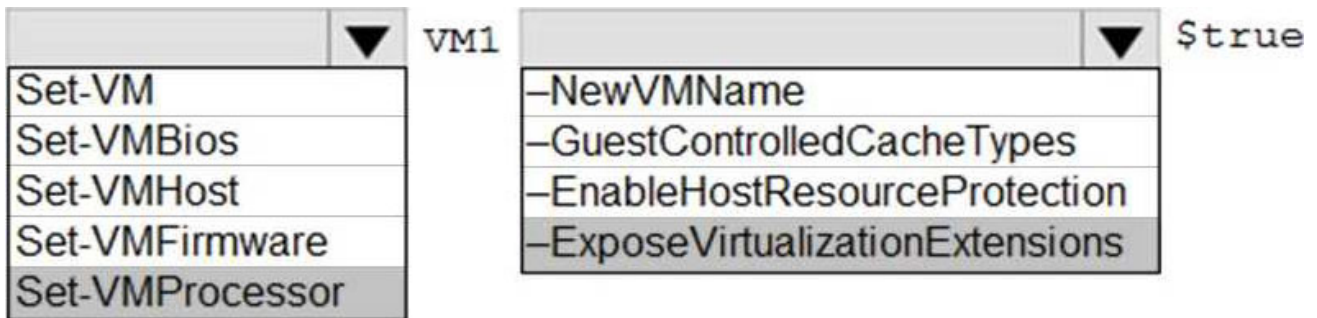 VM1
$true
Set-VM
Set-VMBios
Set-VMHost
Set-VMFirmware
Set-VMProcessor
–NewVMName
–GuestControlledCacheTypes
–EnableHostResourceProtection
–ExposeVirtualizationExtensions